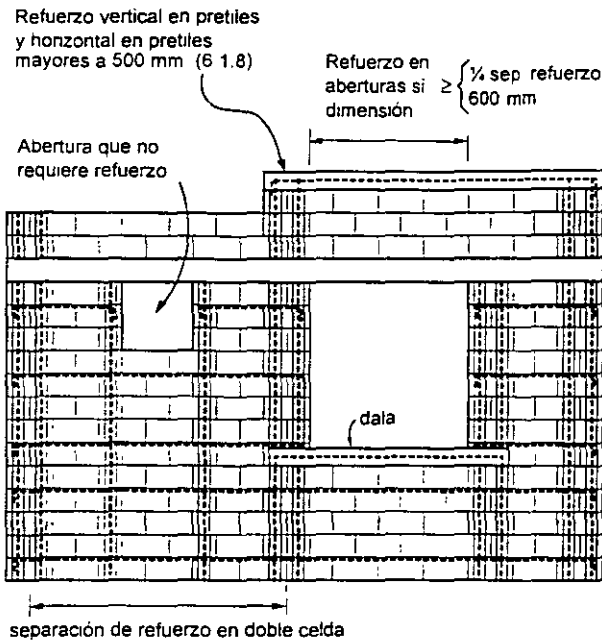 Refuerzo vertical en pretiles
y horizontal en pretiles
mayores a 500 mm (6 1.8)
Refuerzo en
aberturas si
dimensión
≥ { ¼ sep refuerzo
600 mm
Abertura que no
requiere refuerzo
dala
separación de refuerzo en doble celda